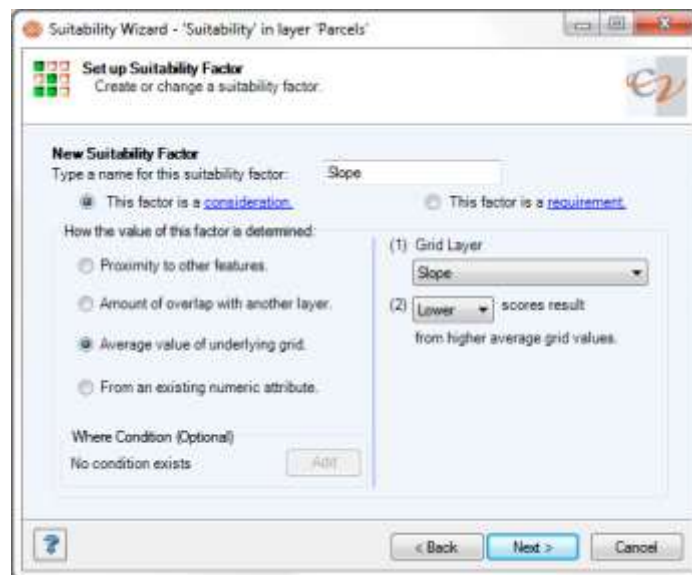 Suitability Wizard - 'Suitability' in layer 'Parcels'
Set up Suitability Factor
Create or change a suitability factor.
New Suitability Factor
Type a name for this suitability factor: Slope
This factor is a consideration.
This factor is a requirement.
How the value of this factor is determined:
Proximity to other features.
Amount of overlap with another layer.
Average value of underlying grid.
From an existing numeric attribute.
(1) Grid Layer
Slope
(2) Lower scores result
from higher average grid values.
Where Condition (Optional)
No condition exists Add
? < Back Next > Cancel